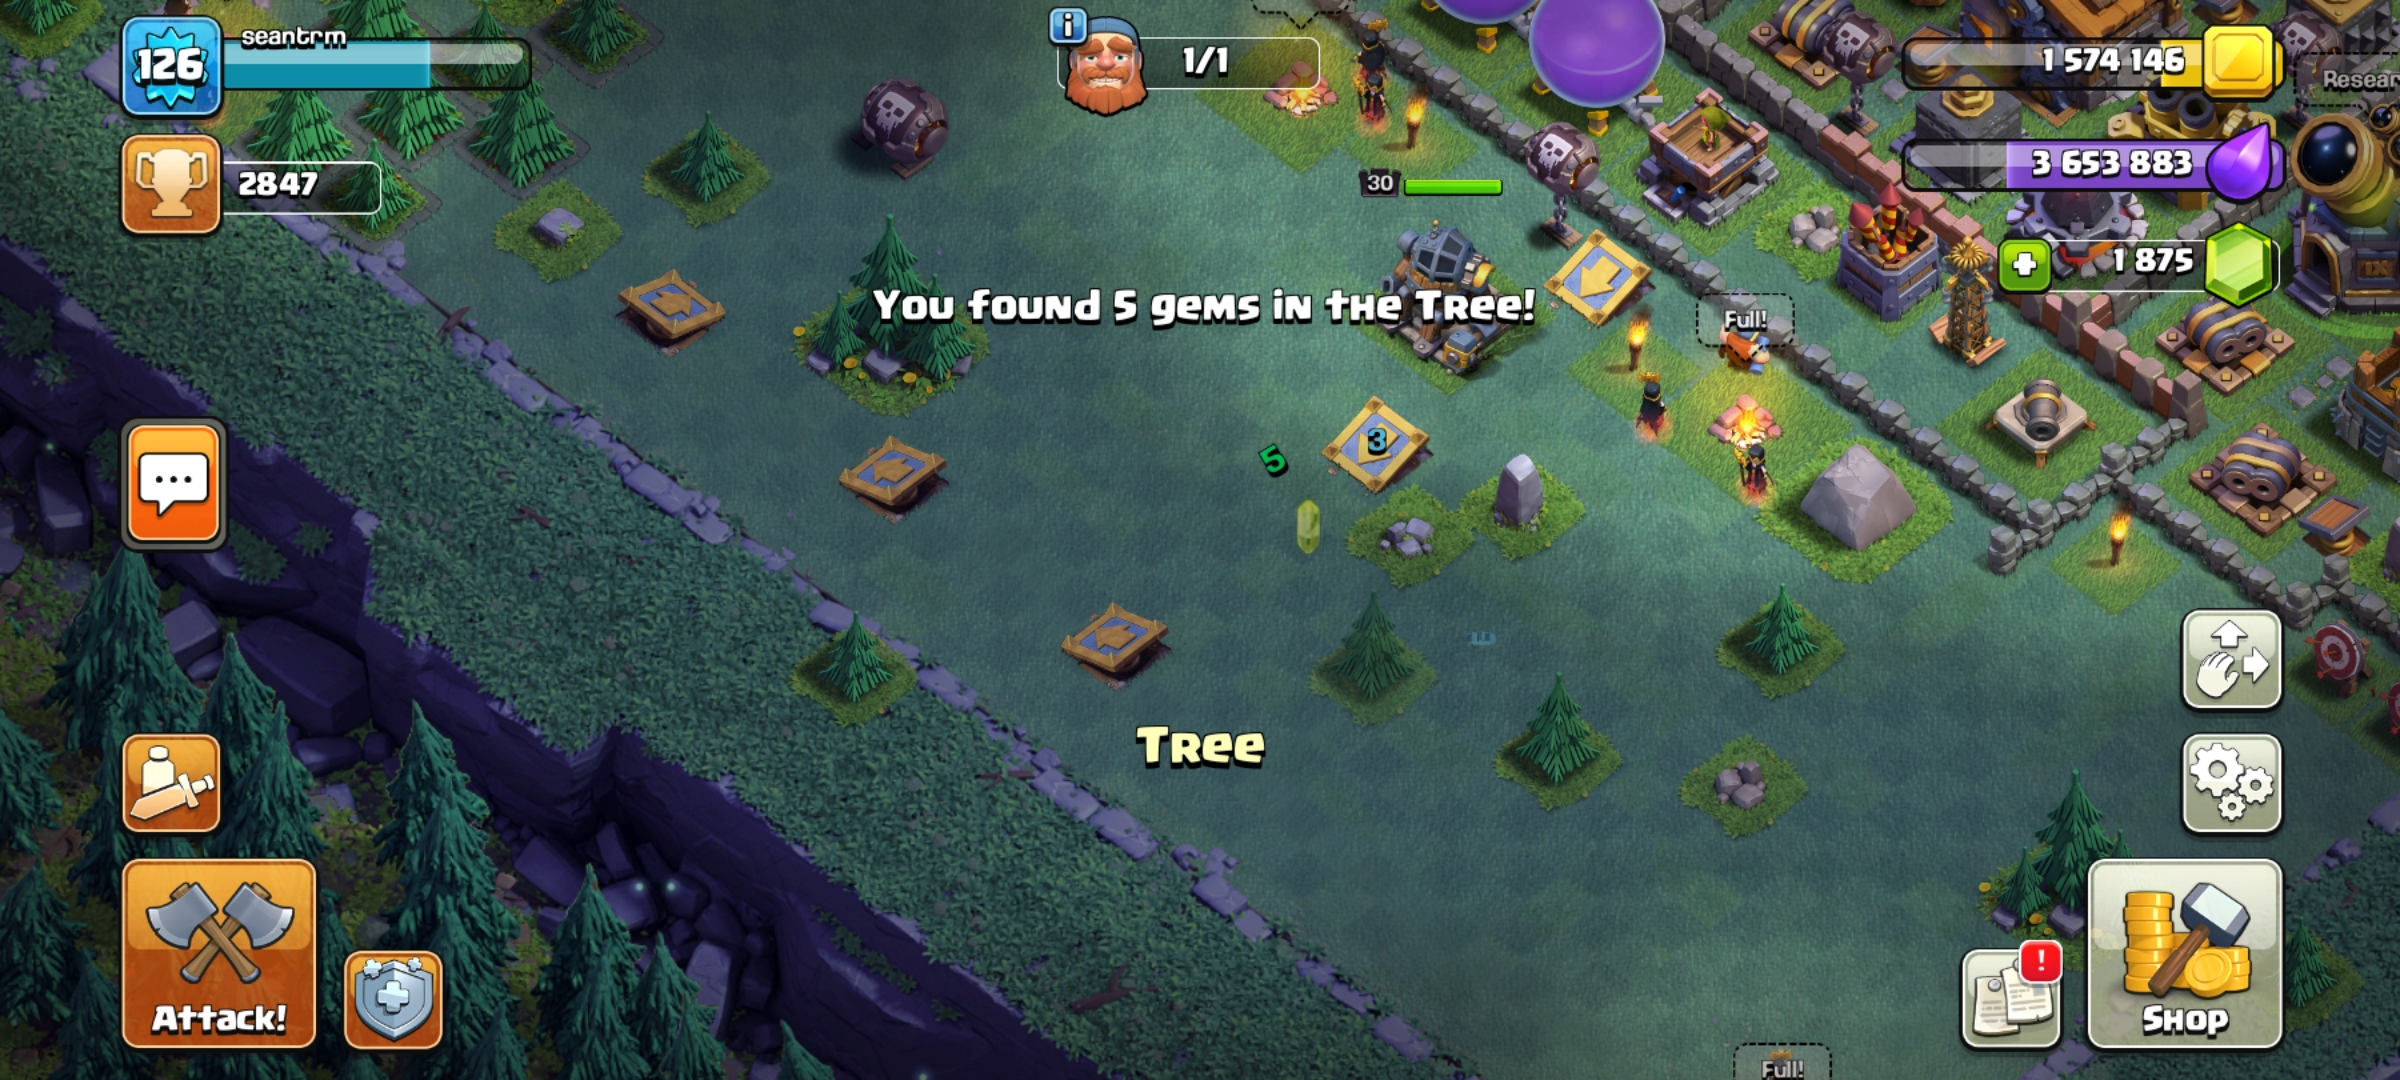 126
seantrm
1/1
1 574 146
Resear
2847
30
3 653 883
1 875
You found 5 gems in the Tree!
Full!
3
5
10
Tree
Attack!
!
Shop
Full!